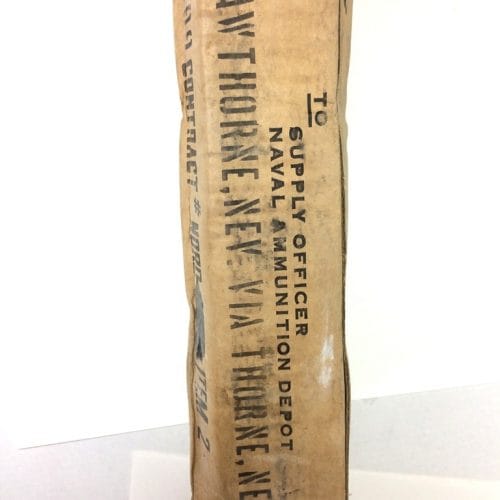 TO
SUPPLY OFFICER
NAVAL AMMUNITION DEPOT
AWTHORNE, NEV. VIA THORNE, NE
CONTRACT # NORD ITEM 2